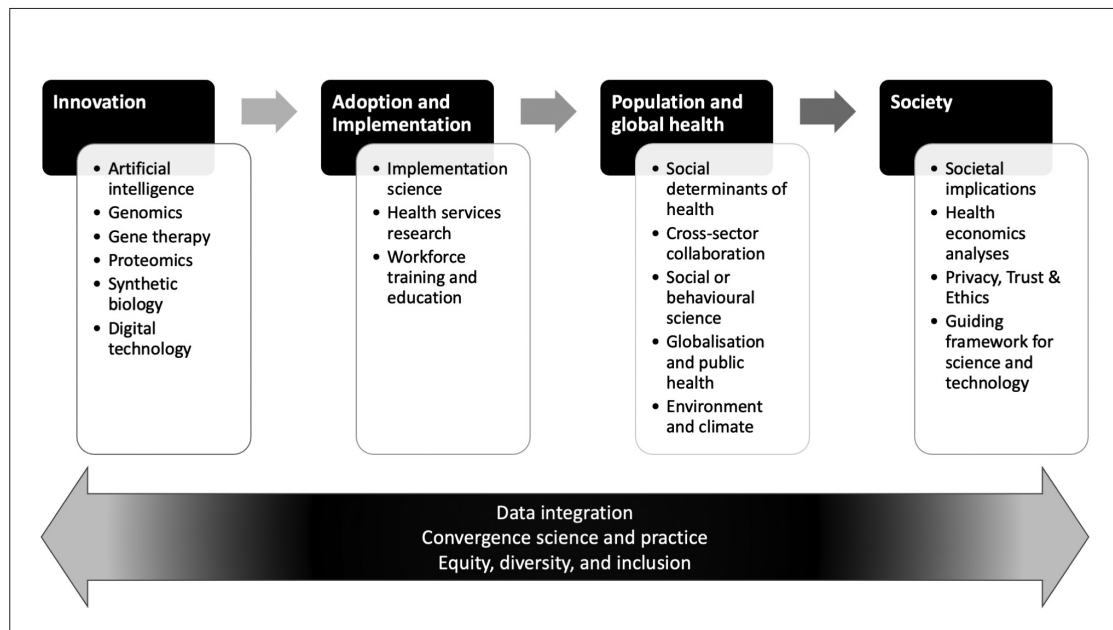 Innovation
• Artificial
intelligence
• Genomics
• Gene therapy
• Proteomics
• Synthetic
biology
• Digital
technology
Adoption and
Implementation
• Implementation
science
• Health services
research
• Workforce
training and
education
Population and
global health
• Social
determinants of
health
• Cross-sector
collaboration
• Social or
behavioural
science
• Globalisation
and public
health
• Environment
and climate
Society
• Societal
implications
• Health
economics
analyses
• Privacy, Trust &
Ethics
• Guiding
framework for
science and
technology
Data integration
Convergence science and practice
Equity, diversity, and inclusion